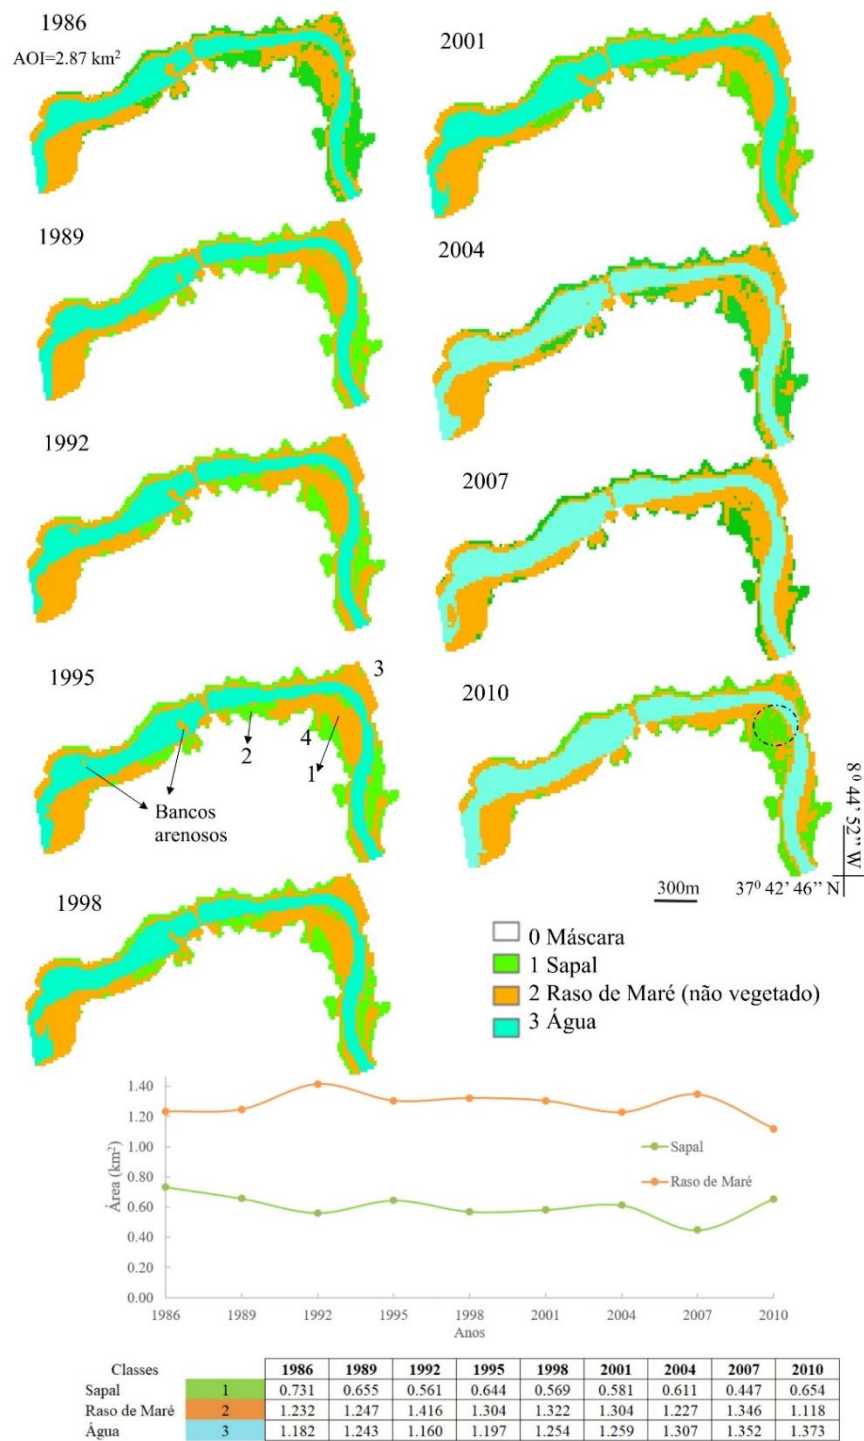 1986
AOI=2.87 km²
2001
1989
2004
1992
2007
1995
3
2
4
1
Bancos
arenosos
2010
8⁰ 44' 52" W
300m
37⁰ 42' 46" N
1998
0 Máscara
1 Sapal
2 Raso de Maré (não vegetado)
3 Água
1.40
1.20
1.00
0.80
0.60
0.40
0.20
0.00
Área (km²)
Sapal
Raso de Maré
1986 1989 1992 1995 1998 2001 2004 2007 2010
Anos
Classes 1986 1989 1992 1995 1998 2001 2004 2007 2010
Sapal 1 0.731 0.655 0.561 0.644 0.569 0.581 0.611 0.447 0.654
Raso de Maré 2 1.232 1.247 1.416 1.304 1.322 1.304 1.227 1.346 1.118
Água 3 1.182 1.243 1.160 1.197 1.254 1.259 1.307 1.352 1.373